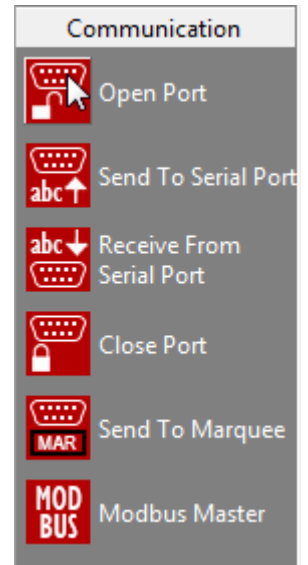 Communication
Open Port
abc
Send To Serial Port
abc
Receive From
Serial Port
Close Port
MAR
Send To Marquee
MOD
BUS
Modbus Master